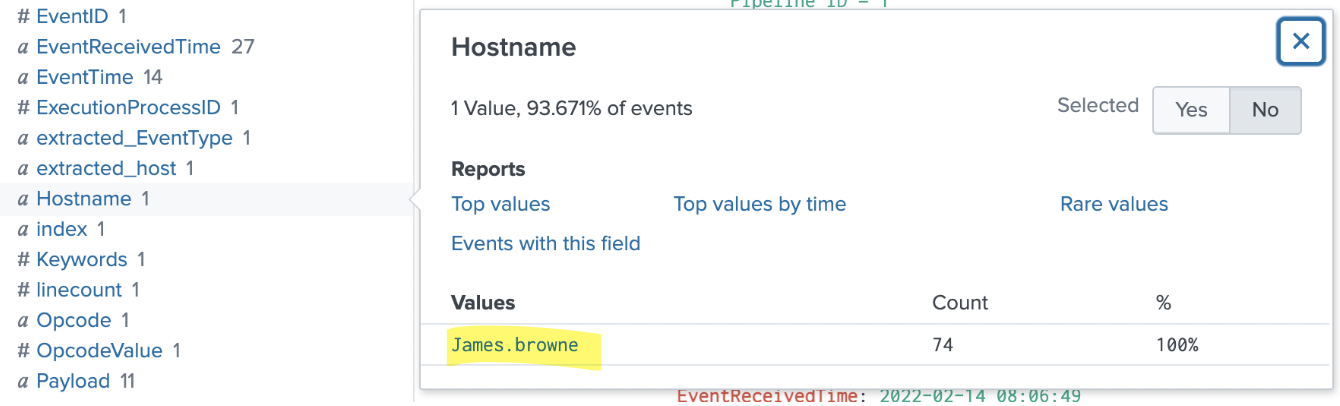 Pipeline ID = 1
# EventID 1
a EventReceivedTime 27
a EventTime 14
# ExecutionProcessID 1
a extracted_EventType 1
a extracted_host 1
a Hostname 1
a index 1
# Keywords 1
# linecount 1
a Opcode 1
# OpcodeValue 1
a Payload 11
Hostname
1 Value, 93.671% of events
Selected Yes No
Reports
Top values Top values by time Rare values
Events with this field
Values Count %
James.browne 74 100%
EventReceivedTime: 2022-02-14 08:06:49